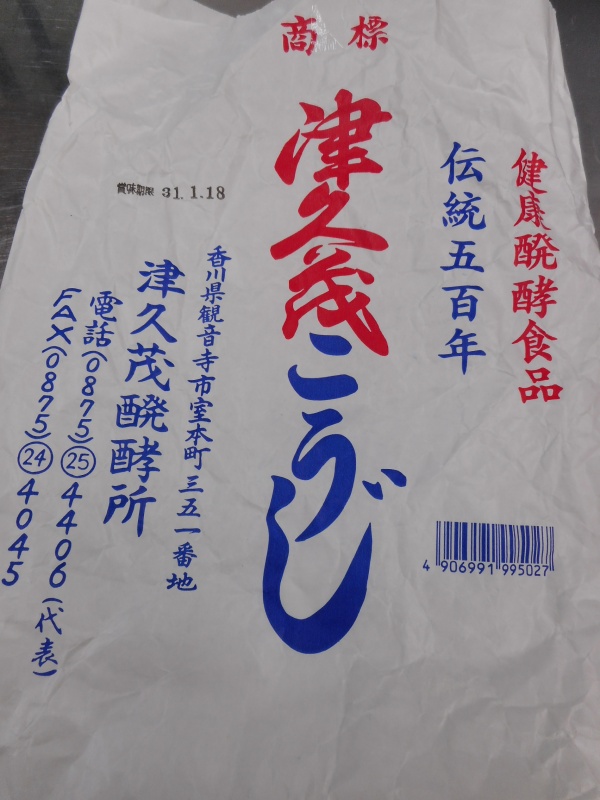 商標
健康醗酵食品
伝統五百年
津久茂こうじ
賞味期限 31.1.18
香川県観音寺市室本町三五一番地
津久茂醗酵所
電話(0875)㉕4406(代表)
FAX(0875)㉔4045
4 906991 995027